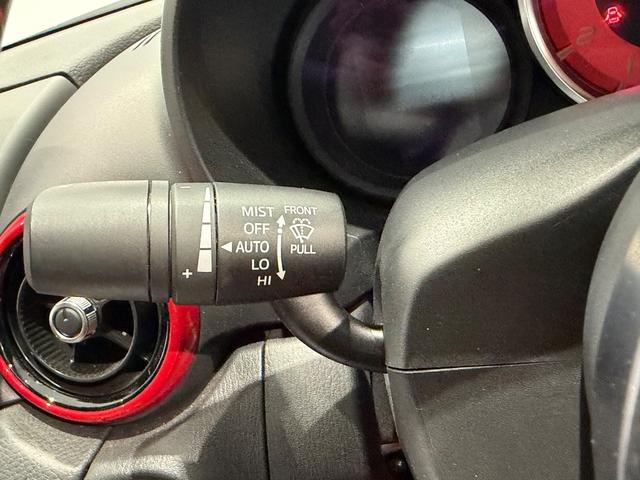 MIST FRONT
OFF
AUTO PULL
LO
HI
- 
+